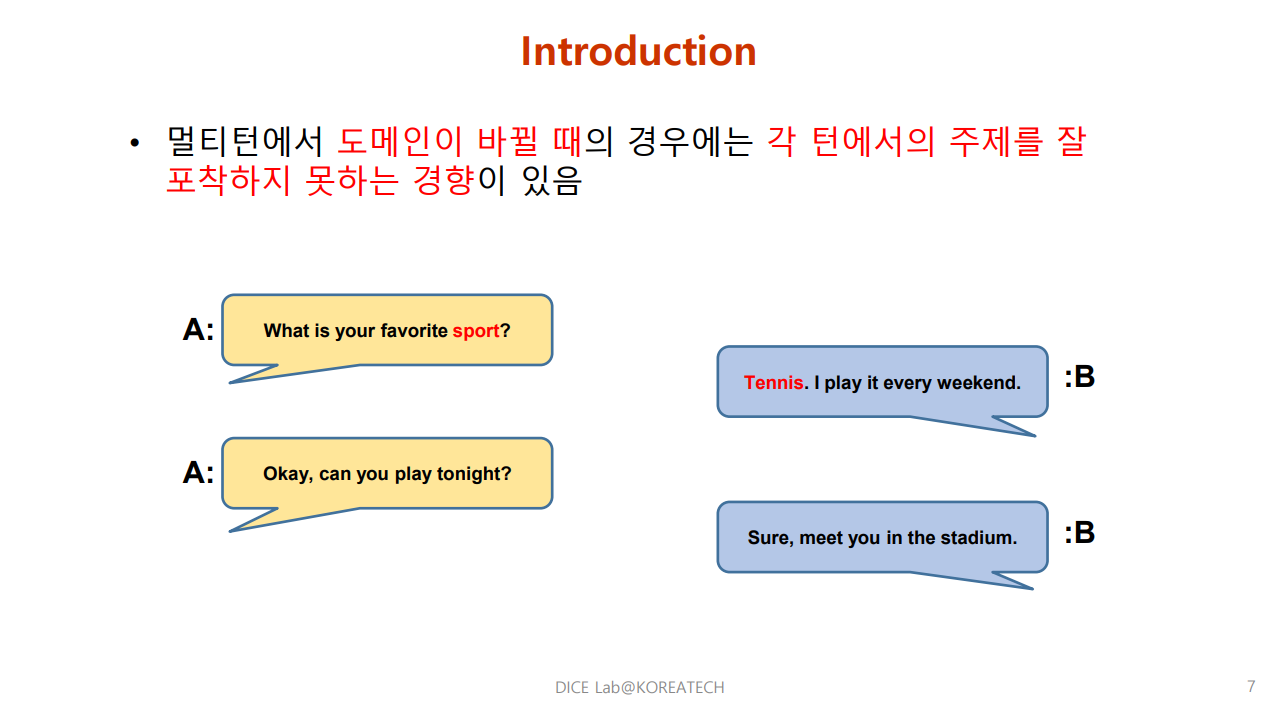 Introduction
• 멀티턴에서 도메인이 바뀔 때의 경우에는 각 턴에서의 주제를 잘
포착하지 못하는 경향이 있음
A: What is your favorite sport?
Tennis. I play it every weekend. :B
A: Okay, can you play tonight?
Sure, meet you in the stadium. :B
DICE Lab@KOREATECH 7